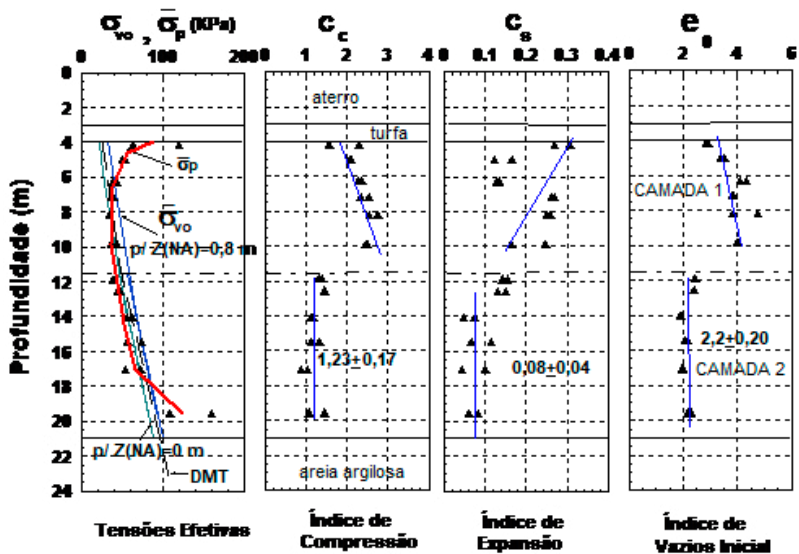 σ̄vo , σ̄p (KPa)
cc
cs
e0
0 100 200
0 1 2 3 4
0 0.1 0.2 0.3 0.4
0 2 4 6
Profundidade (m)
0
2
4
6
8
10
12
14
16
18
20
22
24
aterro
turfa
σ̄p
σ̄vo
p/ Z(NA)=0,8 m
CAMADA 1
1,23±0,17
0,08±0,04
2,2±0,20
CAMADA 2
p/ Z(NA)=0 m
DMT
areia argilosa
Tensões Efetivas
Índice de
Compressão
Índice de
Expansão
Índice de
Vazios Inicial